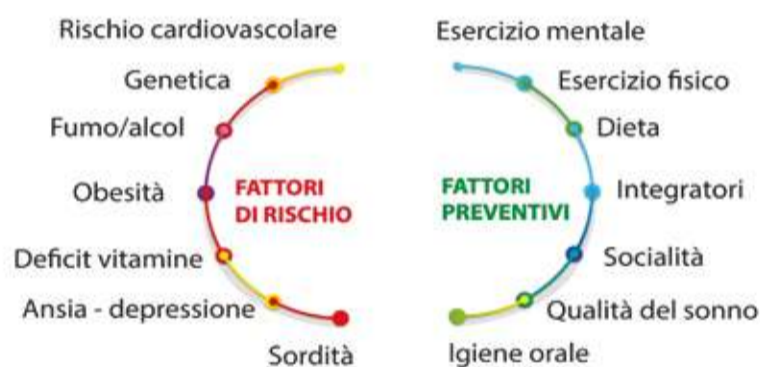 Rischio cardiovascolare
Genetica
Fumo/alcol
Obesità
Deficit vitamine
Ansia - depressione
Sordità
FATTORI
DI RISCHIO
Esercizio mentale
Esercizio fisico
Dieta
Integratori
Socialità
Qualità del sonno
Igiene orale
FATTORI
PREVENTIVI